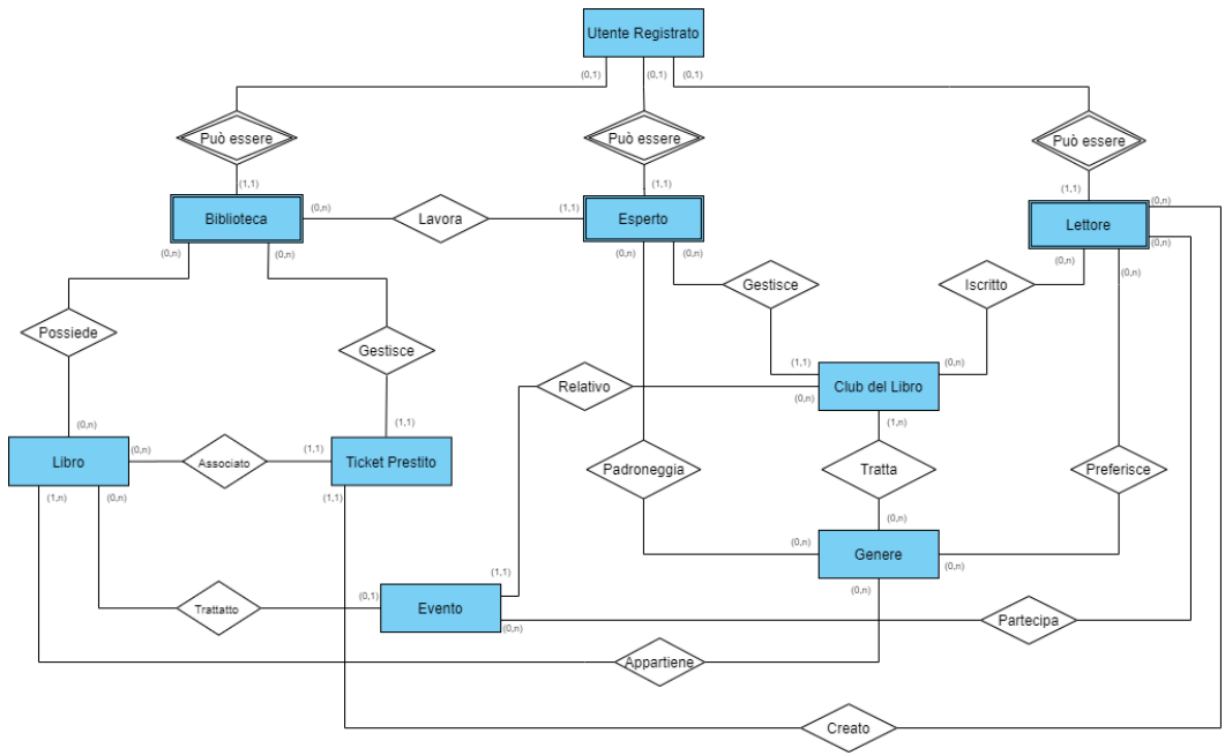 Utente Registrato
(0,1)
(0,1)
(0,1)
Può essere
Può essere
Può essere
(1,1)
(1,1)
(1,1)
(0,n)
Biblioteca
(0,n)
Lavora
(1,1)
Esperto
Lettore
(0,n)
(0,n)
(0,n)
(0,n)
(0,n)
(0,n)
(0,n)
Gestisce
Iscritto
Possiede
Gestisce
(1,1)
(0,n)
Relativo
Club del Libro
(0,n)
(0,n)
(1,1)
(1,n)
(0,n)
(1,1)
Libro
Associato
Ticket Prestito
Padroneggia
Tratta
Preferisce
(1,n)
(0,n)
(1,1)
(0,n)
(0,n)
Genere
(0,n)
(1,1)
(0,n)
(0,1)
Trattatto
Evento
(0,n)
Partecipa
Appartiene
Creato